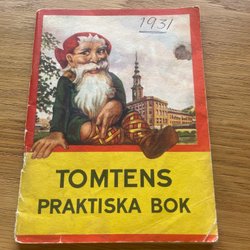 1931
TOMTENS
PRAKTISKA BOK